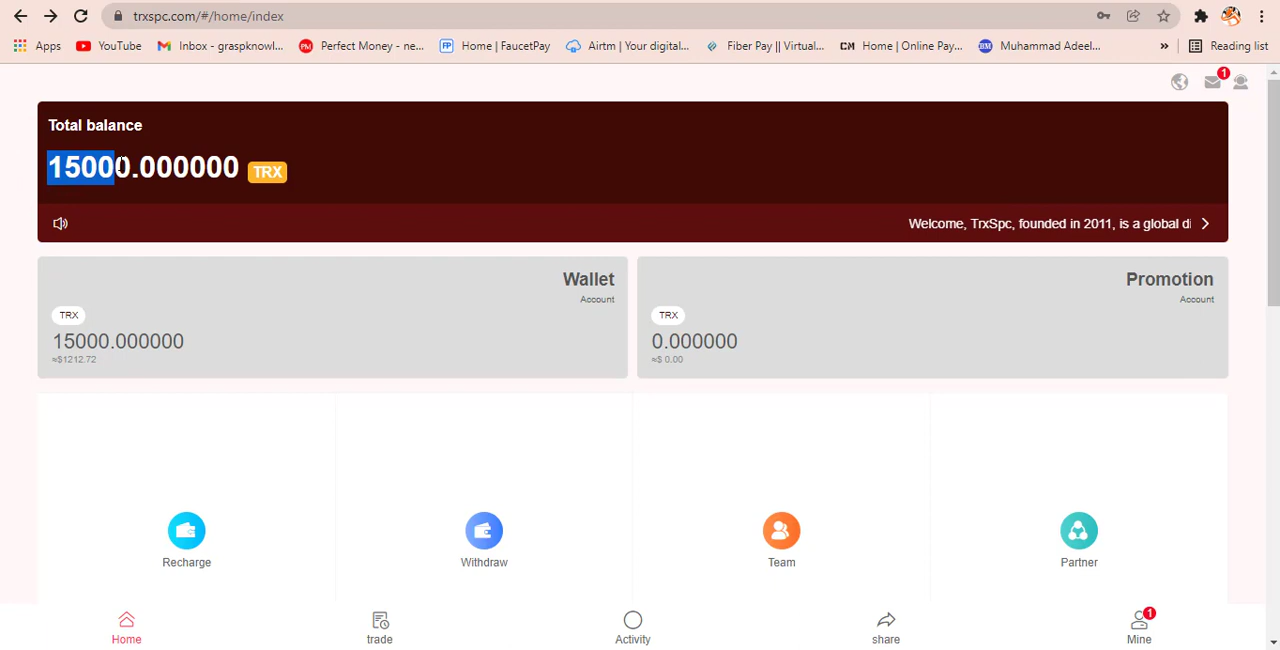 trxspc.com/#/home/index
Apps YouTube Inbox - graspknowl... Perfect Money - ne... Home | FaucetPay Airtm | Your digital... Fiber Pay || Virtual... Home | Online Pay... Muhammad Adeel... » Reading list
1
Total balance
15000.000000 TRX
Welcome, TrxSpc, founded in 2011, is a global di
Wallet
Account
TRX
15000.000000
≈$1212.72
Promotion
Account
TRX
0.000000
≈$ 0.00
Recharge Withdraw Team Partner
1
Home trade Activity share Mine